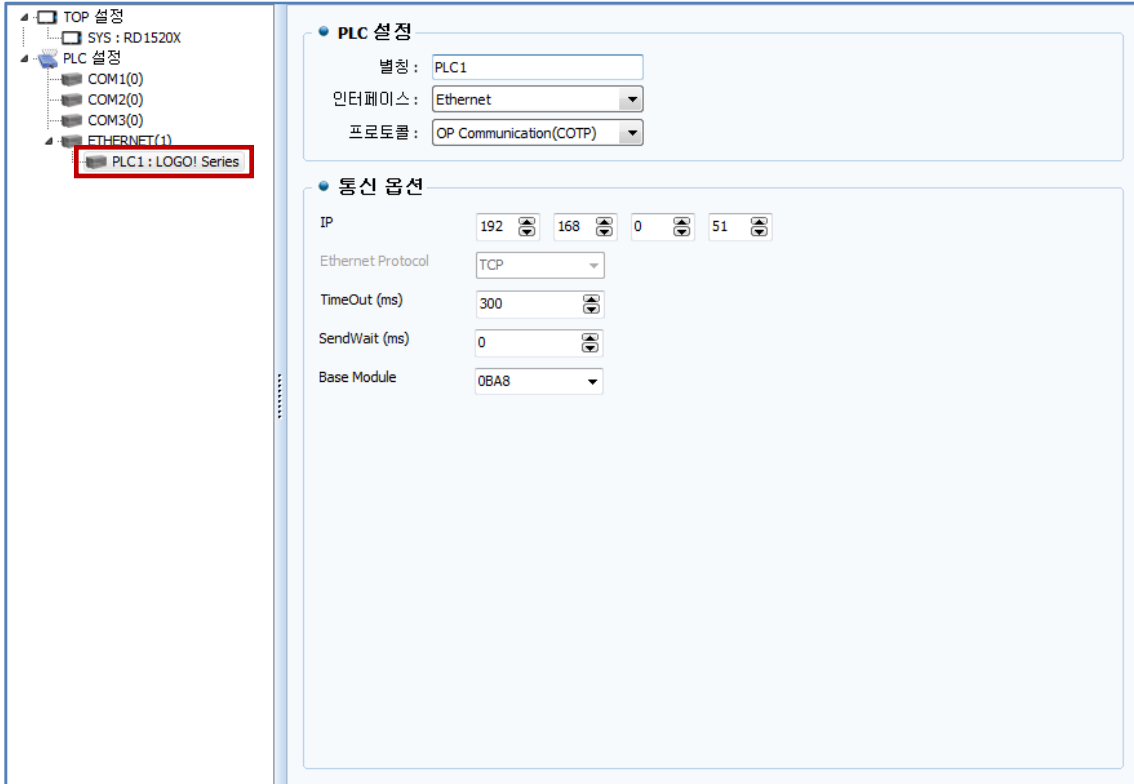 TOP 설정
SYS : RD1520X
PLC 설정
COM1(0)
COM2(0)
COM3(0)
ETHERNET(1)
PLC1 : LOGO! Series
PLC 설정
별칭 : PLC1
인터페이스 : Ethernet
프로토콜 : OP Communication(COTP)
통신 옵션
IP 192 168 0 51
Ethernet Protocol TCP
TimeOut (ms) 300
SendWait (ms) 0
Base Module 0BA8